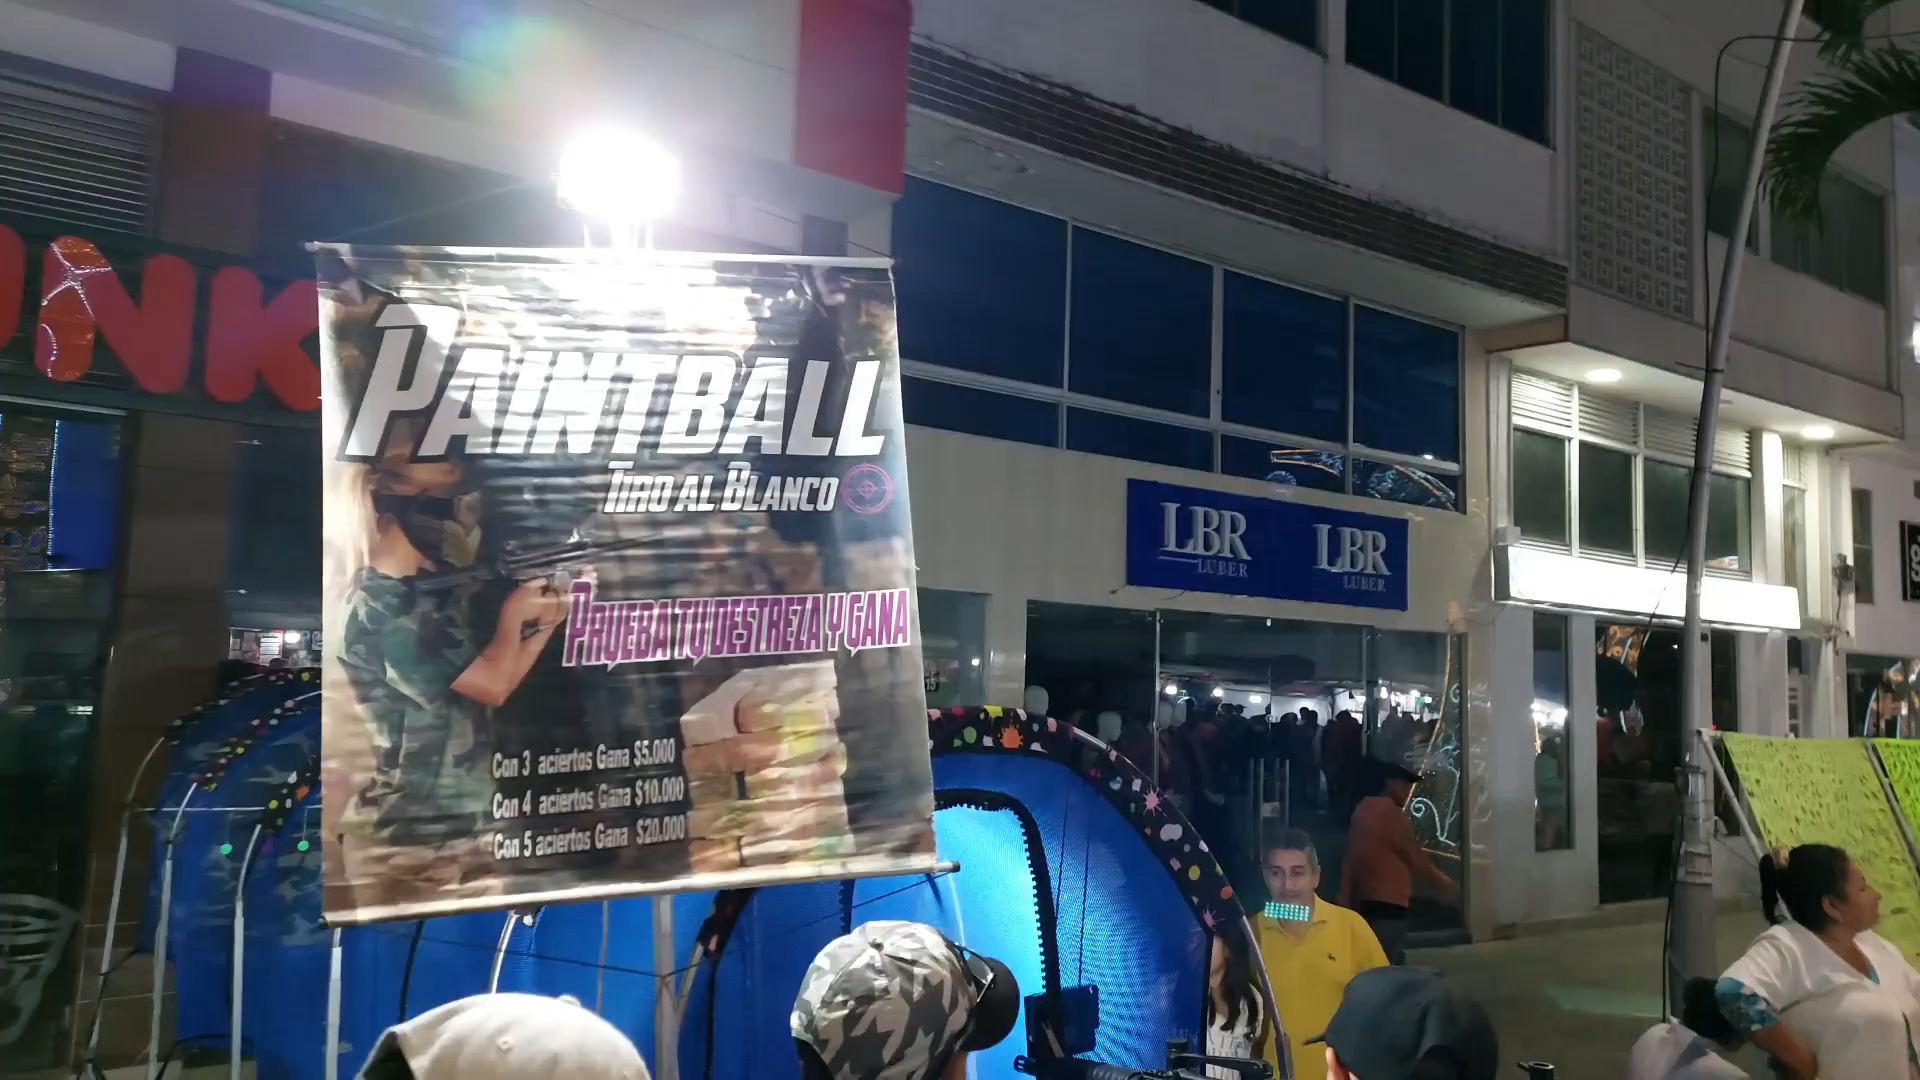 UNK
PAINTBALL
TIRO AL BLANCO
PRUEBA TU DESTREZA Y GANA
Con 3 aciertos Gana $5.000
Con 4 aciertos Gana $10.000
Con 5 aciertos Gana $20.000
LBR
LUBER
LBR
LUBER